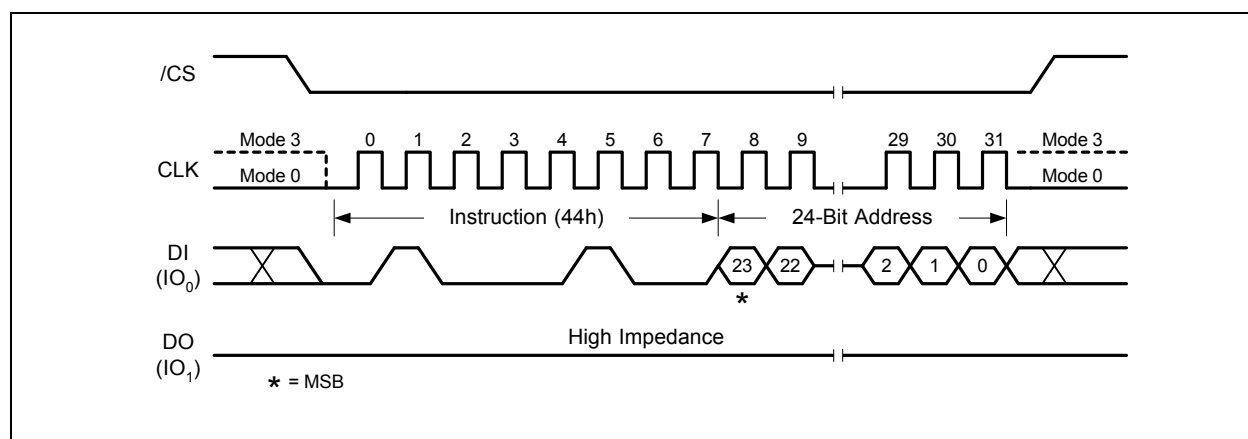 /CS
Mode 3 0 1 2 3 4 5 6 7 8 9 29 30 31 Mode 3
CLK
Mode 0 Mode 0
Instruction (44h) 24-Bit Address
DI
(IO0)
23 22 2 1 0
*
DO
(IO1)
High Impedance
* = MSB